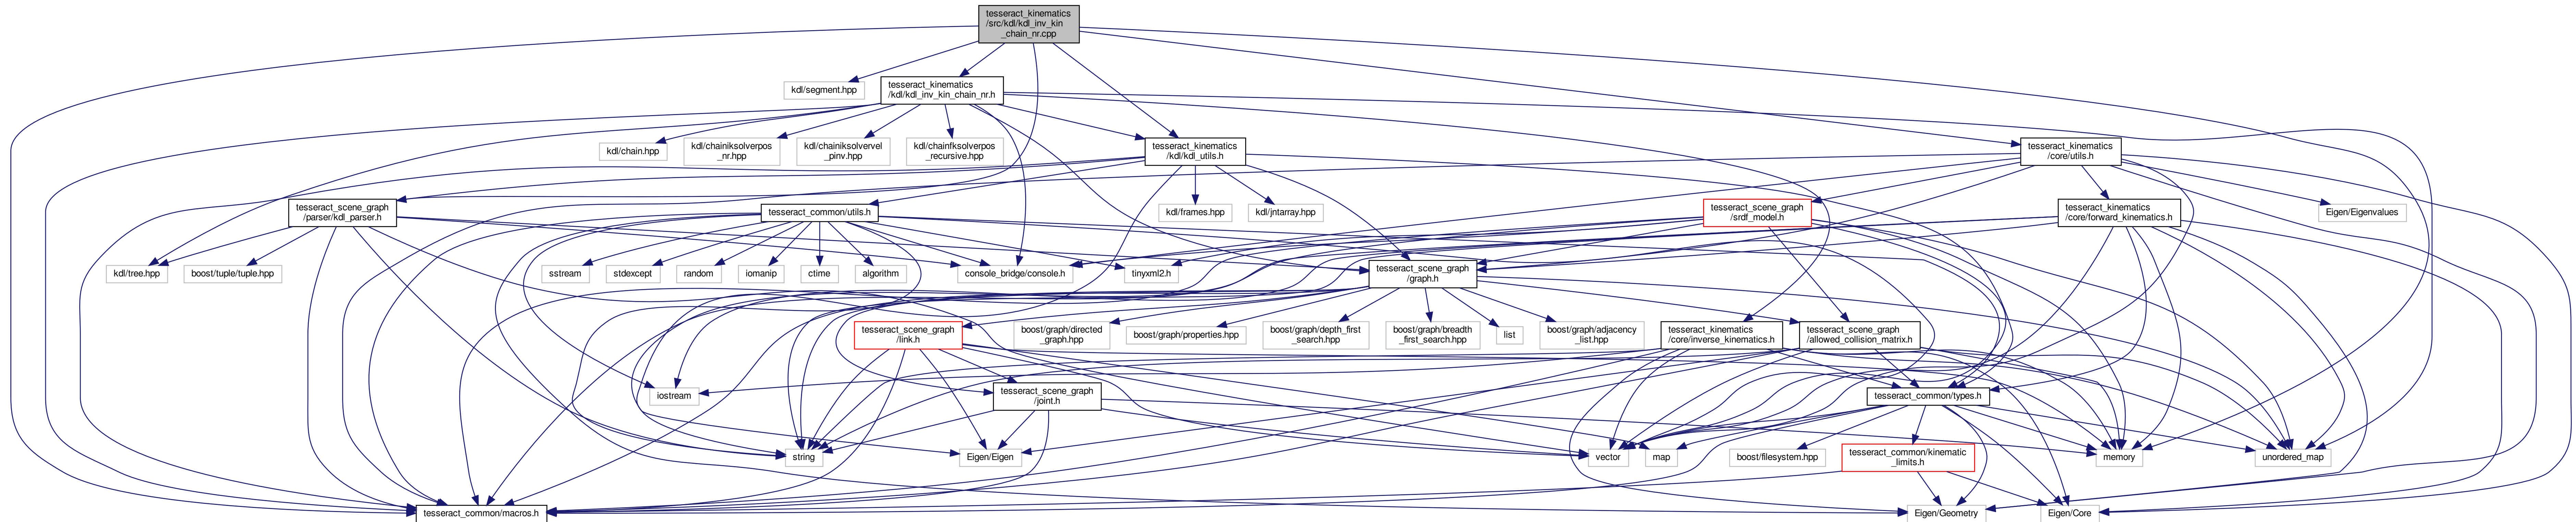 tesseract_kinematics
/src/kdl/kdl_inv_kin
_chain_nr.cpp
kdl/segment.hpp
tesseract_kinematics
/kdl/kdl_inv_kin_chain_nr.h
kdl/chain.hpp
kdl/chainiksolverpos
_nr.hpp
kdl/chainiksolvervel
_pinv.hpp
kdl/chainfksolverpos
_recursive.hpp
tesseract_kinematics
/kdl/kdl_utils.h
tesseract_kinematics
/core/utils.h
tesseract_scene_graph
/parser/kdl_parser.h
tesseract_common/utils.h
kdl/frames.hpp
kdl/jntarray.hpp
tesseract_scene_graph
/srdf_model.h
tesseract_kinematics
/core/forward_kinematics.h
Eigen/Eigenvalues
kdl/tree.hpp
boost/tuple/tuple.hpp
sstream
stdexcept
random
iomanip
ctime
algorithm
console_bridge/console.h
tinyxml2.h
tesseract_scene_graph
/graph.h
tesseract_scene_graph
/link.h
boost/graph/directed
_graph.hpp
boost/graph/properties.hpp
boost/graph/depth_first
_search.hpp
boost/graph/breadth
_first_search.hpp
list
boost/graph/adjacency
_list.hpp
tesseract_kinematics
/core/inverse_kinematics.h
tesseract_scene_graph
/allowed_collision_matrix.h
iostream
tesseract_scene_graph
/joint.h
tesseract_common/types.h
string
Eigen/Eigen
vector
map
boost/filesystem.hpp
tesseract_common/kinematic
_limits.h
memory
unordered_map
tesseract_common/macros.h
Eigen/Geometry
Eigen/Core